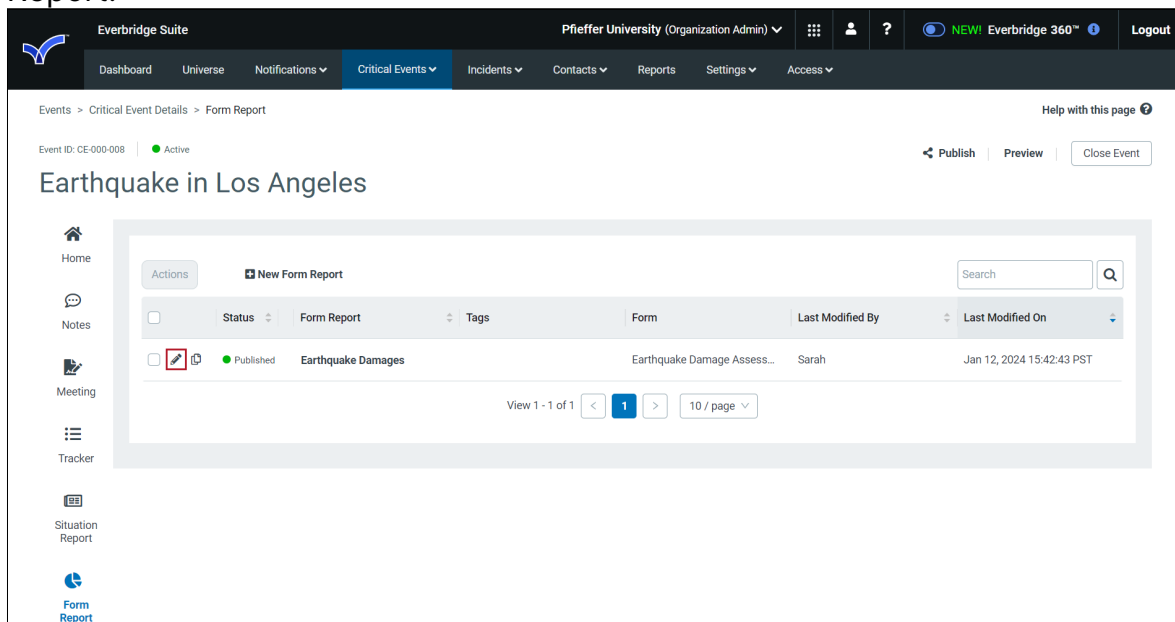 Report.
Everbridge Suite
Pfieffer University (Organization Admin)
?
NEW! Everbridge 360™
Logout
Dashboard Universe Notifications Critical Events Incidents Contacts Reports Settings Access
Events > Critical Event Details > Form Report
Help with this page
Event ID: CE-000-008 Active
Publish Preview Close Event
Earthquake in Los Angeles
Home
Notes
Meeting
Tracker
Situation
Report
Form
Report
Actions New Form Report Search
Status Form Report Tags Form Last Modified By Last Modified On
Published Earthquake Damages Earthquake Damage Assess... Sarah Jan 12, 2024 15:42:43 PST
View 1 - 1 of 1 < 1 > 10 / page